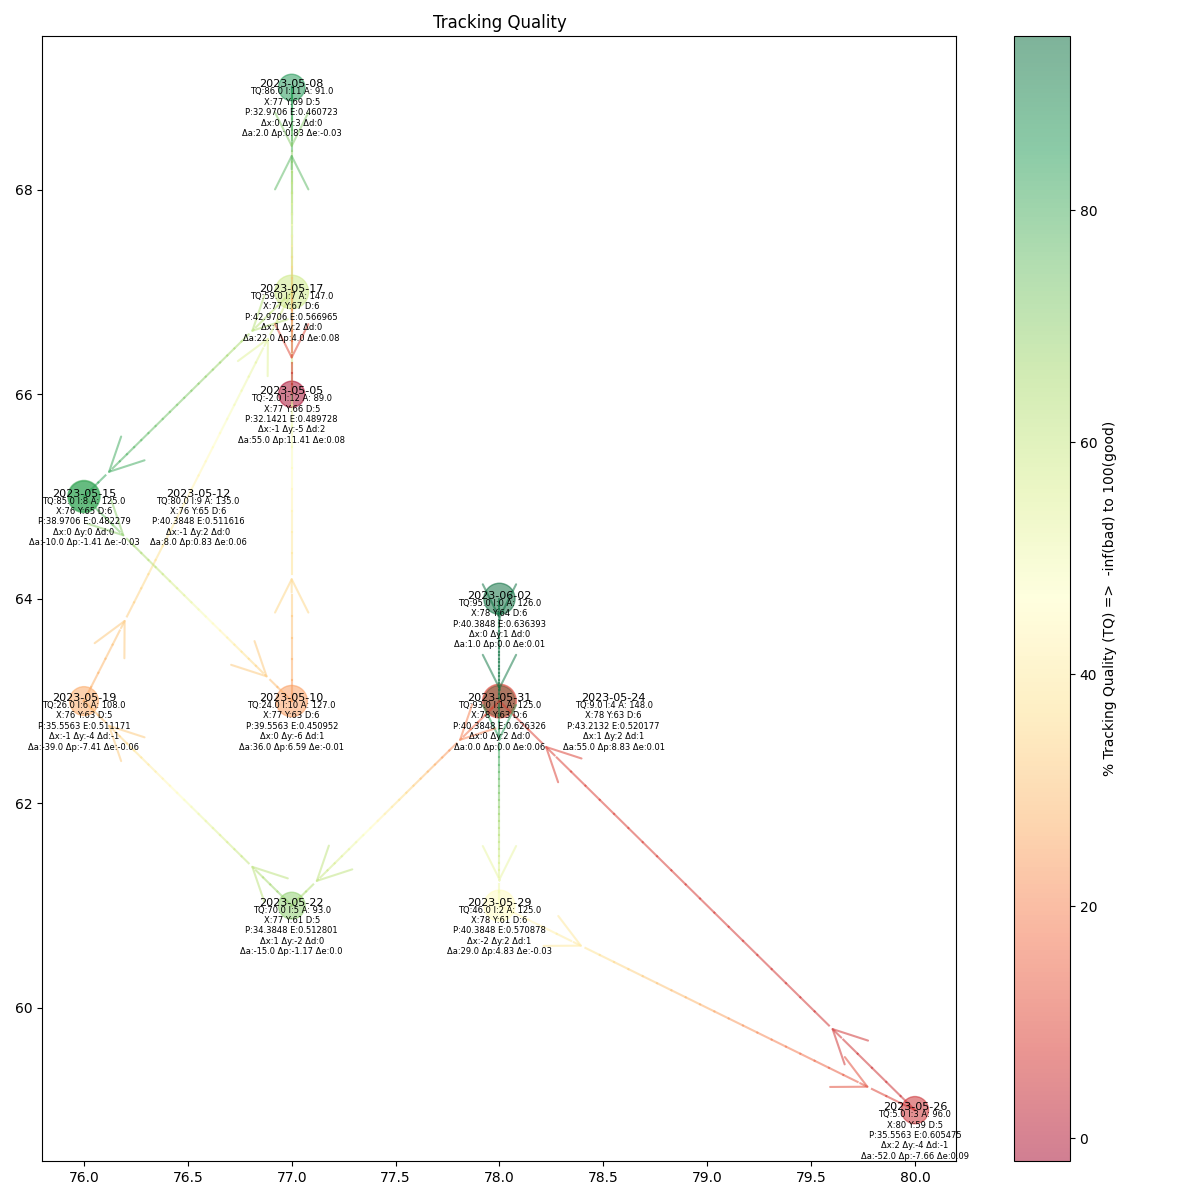 Tracking Quality
2023-05-08
TQ:86.0 I:11 A: 91.0
X:77 Y:69 D:5
P:32.9706 E:0.460723
Δx:0 Δy:3 Δd:0
Δa:2.0 Δp:0.83 Δe:-0.03
2023-05-17
TQ:59.0 I:7 A: 147.0
X:77 Y:67 D:6
P:42.9706 E:0.566965
Δx:1 Δy:2 Δd:0
Δa:22.0 Δp:4.0 Δe:0.08
2023-05-05
TQ:-2.0 I:12 A: 89.0
X:77 Y:66 D:5
P:32.1421 E:0.489728
Δx:-1 Δy:-5 Δd:2
Δa:55.0 Δp:11.41 Δe:0.08
2023-05-15
TQ:85.0 I:8 A: 125.0
X:76 Y:65 D:6
P:38.9706 E:0.482279
Δx:0 Δy:0 Δd:0
Δa:-10.0 Δp:-1.41 Δe:-0.03
2023-05-12
TQ:80.0 I:9 A: 135.0
X:76 Y:65 D:6
P:40.3848 E:0.511616
Δx:-1 Δy:2 Δd:0
Δa:8.0 Δp:0.83 Δe:0.06
2023-06-02
TQ:95.0 I:0 A: 126.0
X:78 Y:64 D:6
P:40.3848 E:0.636393
Δx:0 Δy:1 Δd:0
Δa:1.0 Δp:0.0 Δe:0.01
2023-05-19
TQ:26.0 I:6 A: 108.0
X:76 Y:63 D:5
P:35.5563 E:0.511171
Δx:-1 Δy:-4 Δd:-1
Δa:-39.0 Δp:-7.41 Δe:-0.06
2023-05-10
TQ:24.0 I:10 A: 127.0
X:77 Y:63 D:6
P:39.5563 E:0.450952
Δx:0 Δy:-6 Δd:1
Δa:36.0 Δp:6.59 Δe:-0.01
2023-05-31
TQ:93.0 I:1 A: 125.0
X:78 Y:63 D:6
P:40.3848 E:0.626326
Δx:0 Δy:2 Δd:0
Δa:0.0 Δp:0.0 Δe:0.06
2023-05-24
TQ:9.0 I:4 A: 148.0
X:78 Y:63 D:6
P:43.2132 E:0.520177
Δx:1 Δy:2 Δd:1
Δa:55.0 Δp:8.83 Δe:0.01
2023-05-22
TQ:70.0 I:5 A: 93.0
X:77 Y:61 D:5
P:34.3848 E:0.512801
Δx:1 Δy:-2 Δd:0
Δa:-15.0 Δp:-1.17 Δe:0.0
2023-05-29
TQ:46.0 I:2 A: 125.0
X:78 Y:61 D:6
P:40.3848 E:0.570878
Δx:-2 Δy:2 Δd:1
Δa:29.0 Δp:4.83 Δe:-0.03
2023-05-26
TQ:5.0 I:3 A: 96.0
X:80 Y:59 D:5
P:35.5563 E:0.605475
Δx:2 Δy:-4 Δd:-1
Δa:-52.0 Δp:-7.66 Δe:0.09
68
66
64
62
60
76.0 76.5 77.0 77.5 78.0 78.5 79.0 79.5 80.0
80
60
40
20
0
% Tracking Quality (TQ) =>  -inf(bad) to 100(good)